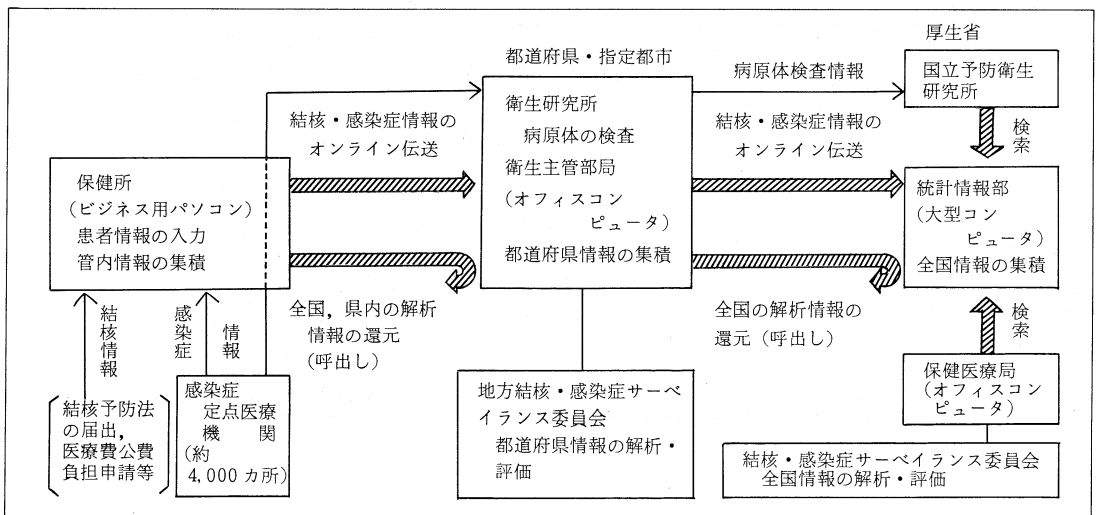 厚生省
都道府県・指定都市
病原体検査情報
国立予防衛生
研究所
衛生研究所
病原体の検査
衛生主管部局
(オフィスコン
ピュータ)
都道府県情報の集積
結核・感染症情報の
オンライン伝送
結核・感染症情報の
オンライン伝送
検索
保健所
(ビジネス用パソコン)
患者情報の入力
管内情報の集積
統計情報部
(大型コン
ピュータ)
全国情報の集積
結核情報
感染症
情報
全国,県内の解析
情報の還元
(呼出し)
全国の解析情報の
還元(呼出し)
検索
結核予防法
の届出,
医療費公費
負担申請等
感染症
定点医療
機関
(約
4,000カ所)
地方結核・感染症サーベ
イランス委員会
都道府県情報の解析・
評価
保健医療局
(オフィスコン
ピュータ)
結核・感染症サーベイランス委員会
全国情報の解析・評価